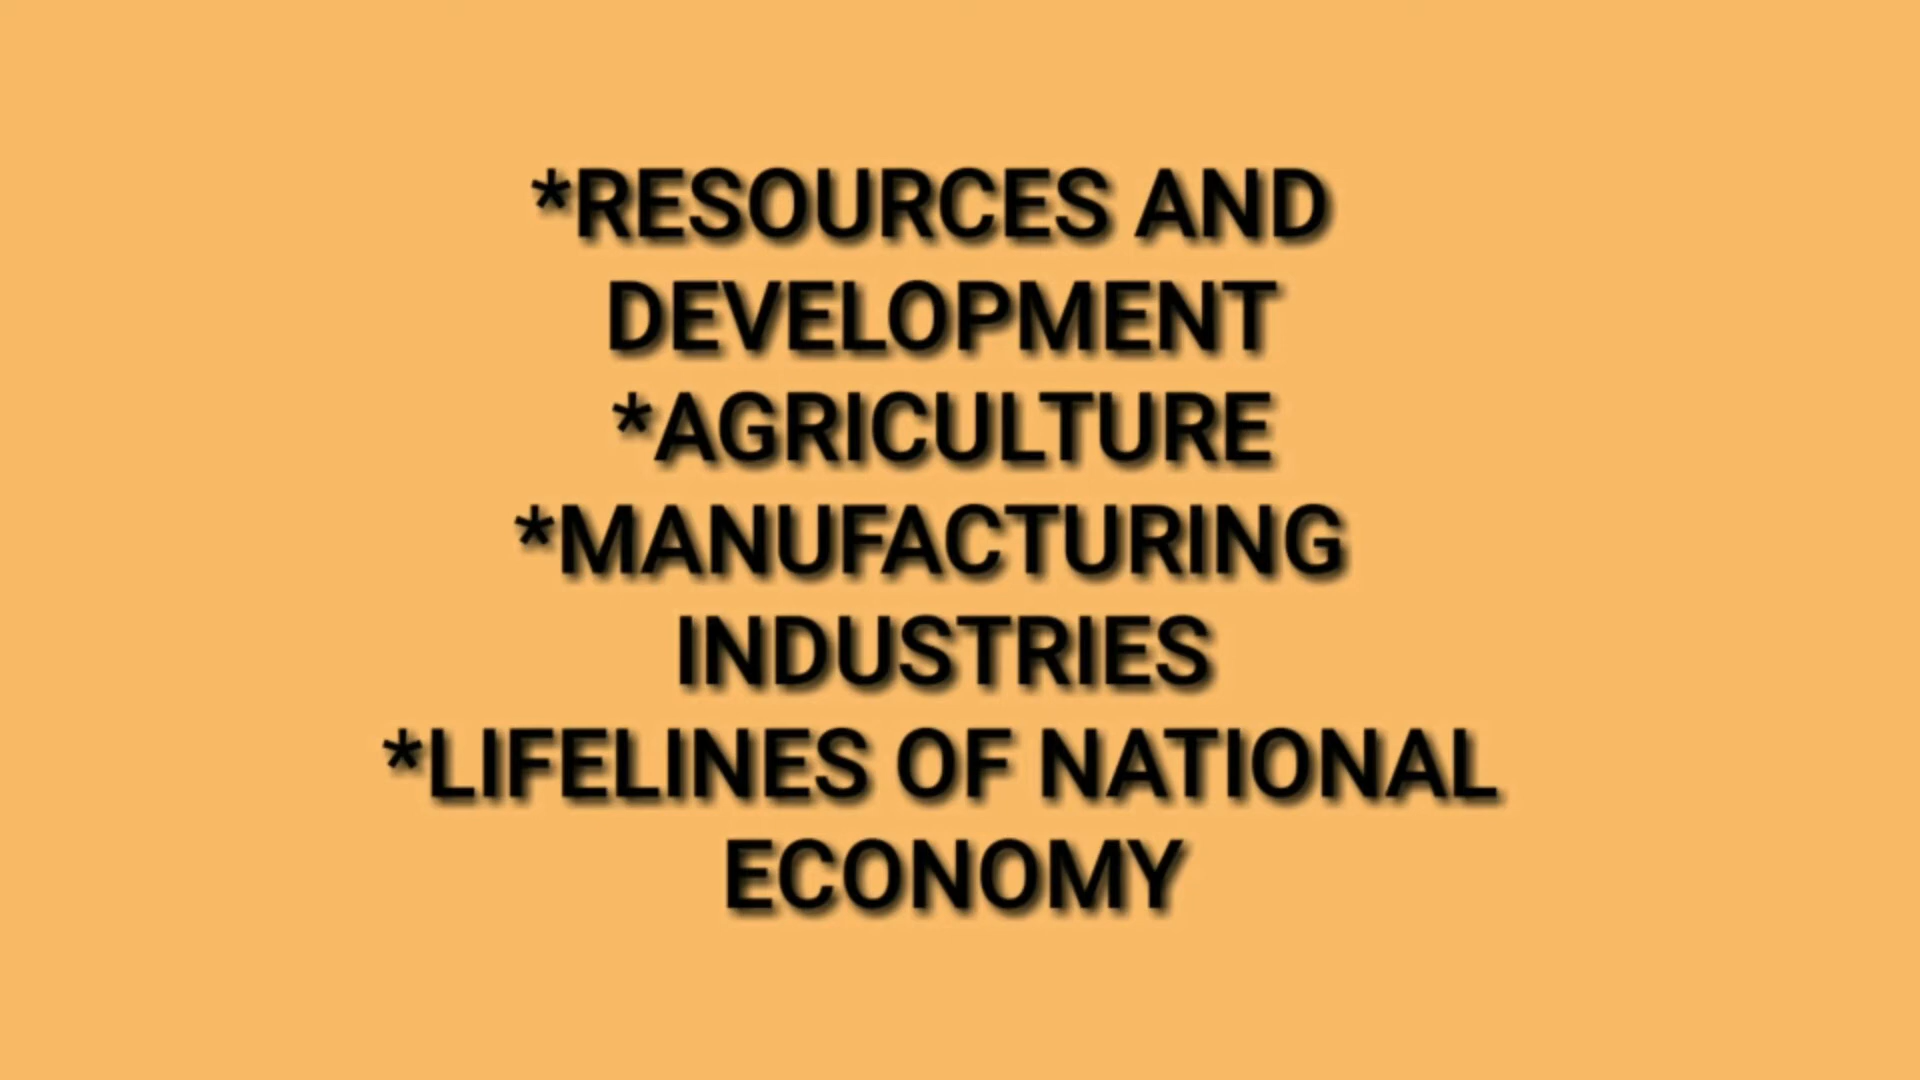 *RESOURCES AND
DEVELOPMENT
*AGRICULTURE
*MANUFACTURING
INDUSTRIES
*LIFELINES OF NATIONAL
ECONOMY